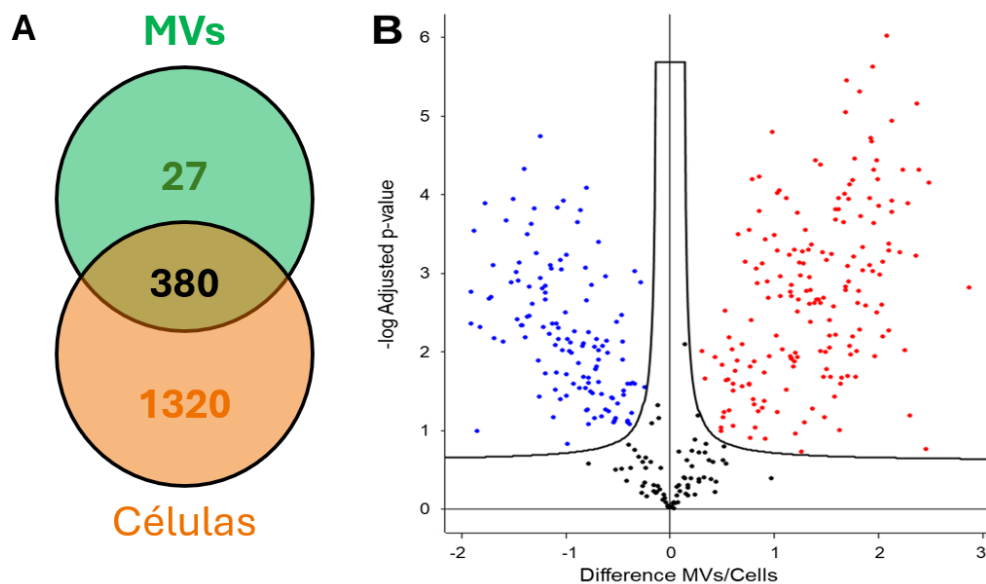 A
MVs
27
380
1320
Células
B
-log Adjusted p-value
6
5
4
3
2
1
0
-2
-1
0
1
2
3
Difference MVs/Cells